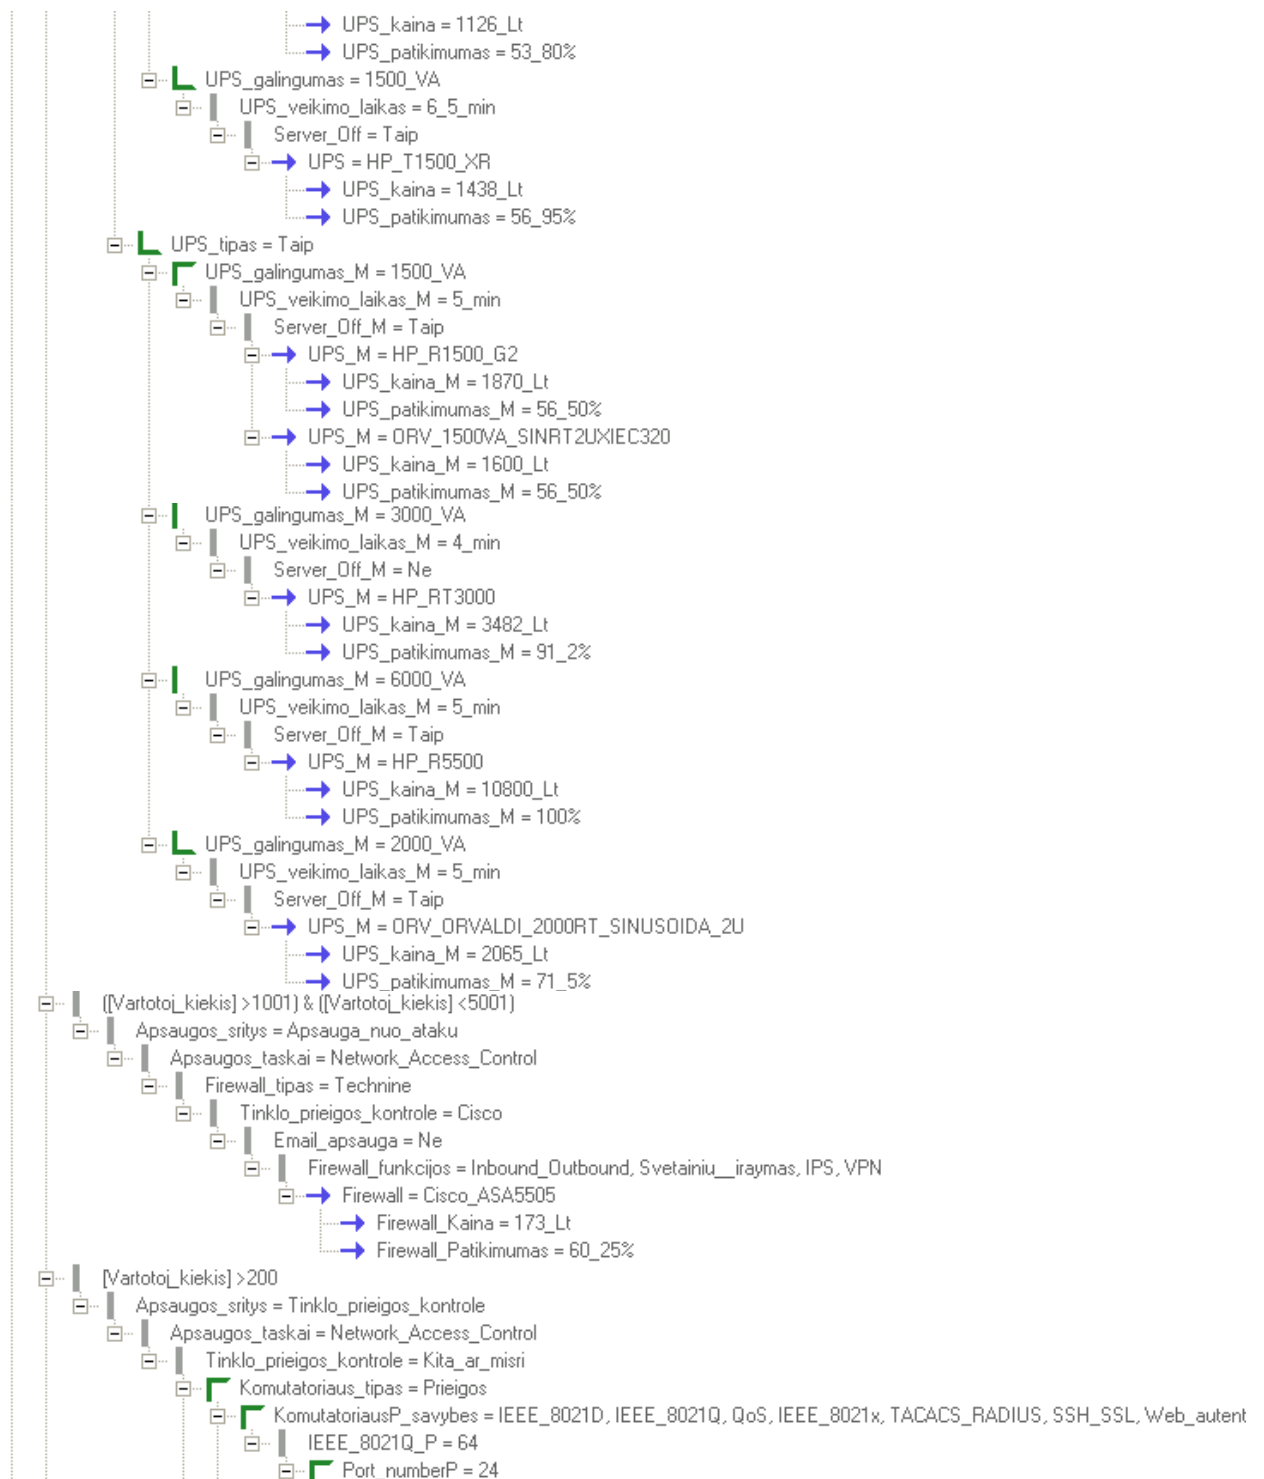 UPS_kaina = 1126_Lt
UPS_patikimumas = 53_80%
UPS_galingumas = 1500_VA
UPS_veikimo_laikas = 6_5_min
Server_Off = Taip
UPS = HP_T1500_XR
UPS_kaina = 1438_Lt
UPS_patikimumas = 56_95%
UPS_tipas = Taip
UPS_galingumas_M = 1500_VA
UPS_veikimo_laikas_M = 5_min
Server_Off_M = Taip
UPS_M = HP_R1500_G2
UPS_kaina_M = 1870_Lt
UPS_patikimumas_M = 56_50%
UPS_M = ORV_1500VA_SINRT2UXIEC320
UPS_kaina_M = 1600_Lt
UPS_patikimumas_M = 56_50%
UPS_galingumas_M = 3000_VA
UPS_veikimo_laikas_M = 4_min
Server_Off_M = Ne
UPS_M = HP_RT3000
UPS_kaina_M = 3482_Lt
UPS_patikimumas_M = 91_2%
UPS_galingumas_M = 6000_VA
UPS_veikimo_laikas_M = 5_min
Server_Off_M = Taip
UPS_M = HP_R5500
UPS_kaina_M = 10800_Lt
UPS_patikimumas_M = 100%
UPS_galingumas_M = 2000_VA
UPS_veikimo_laikas_M = 5_min
Server_Off_M = Taip
UPS_M = ORV_ORVALDI_2000RT_SINUSOIDA_2U
UPS_kaina_M = 2065_Lt
UPS_patikimumas_M = 71_5%
([Vartotoj_kiekis] >1001) & ([Vartotoj_kiekis] <5001)
Apsaugos_sritys = Apsauga_nuo_ataku
Apsaugos_taskai = Network_Access_Control
Firewall_tipas = Technine
Tinklo_prieigos_kontrole = Cisco
Email_apsauga = Ne
Firewall_funkcijos = Inbound_Outbound, Svetainiu__iraymas, IPS, VPN
Firewall = Cisco_ASA5505
Firewall_Kaina = 173_Lt
Firewall_Patikimumas = 60_25%
[Vartotoj_kiekis] >200
Apsaugos_sritys = Tinklo_prieigos_kontrole
Apsaugos_taskai = Network_Access_Control
Tinklo_prieigos_kontrole = Kita_ar_misri
Komutatoriaus_tipas = Prieigos
KomutatoriausP_savybes = IEEE_8021D, IEEE_8021Q, QoS, IEEE_8021x, TACACS_RADIUS, SSH_SSL, Web_autent
IEEE_8021Q_P = 64
Port_numberP = 24